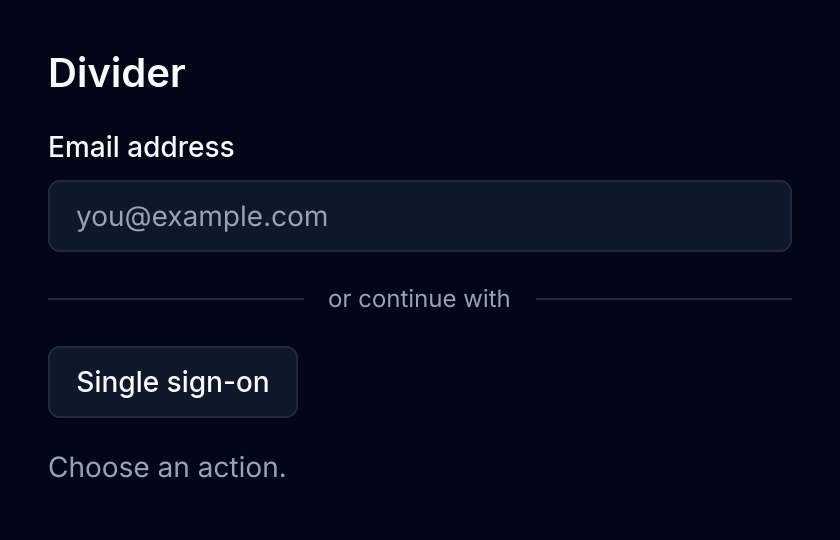 Divider
Email address
you@example.com
or continue with
Single sign-on
Choose an action.